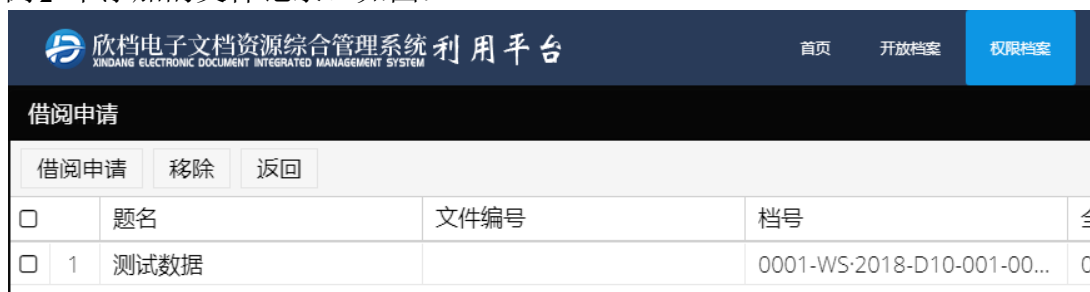 欣档电子文档资源综合管理系统 利用平台
XINDANG ELECTRONIC DOCUMENT INTEGRATED MANAGEMENT SYSTEM
首页 开放档案 权限档案
借阅申请
借阅申请 移除 返回
题名 文件编号 档号
1 测试数据 0001-WS·2018-D10-001-00...